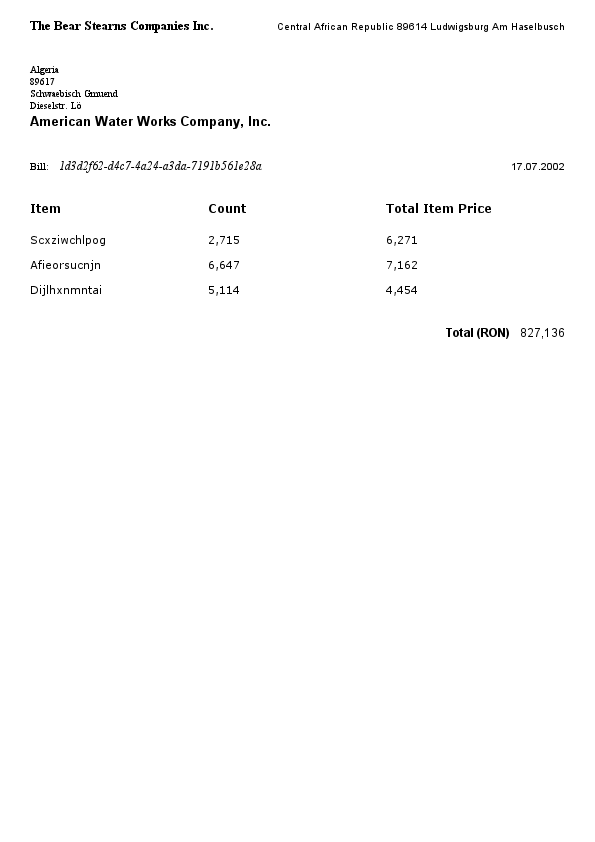 The Bear Stearns Companies Inc. Central African Republic 89614 Ludwigsburg Am Haselbusch
Algeria
89617
Schwaebisch Gmuend
Dieselstr. Lö
American Water Works Company, Inc.
Bill: 1d3d2f62-d4c7-4a24-a3da-7191b561e28a 17.07.2002
Item Count Total Item Price
Scxziwchlpog 2,715 6,271
Afieorsucnjn 6,647 7,162
Dijlhxnmntai 5,114 4,454
Total (RON) 827,136